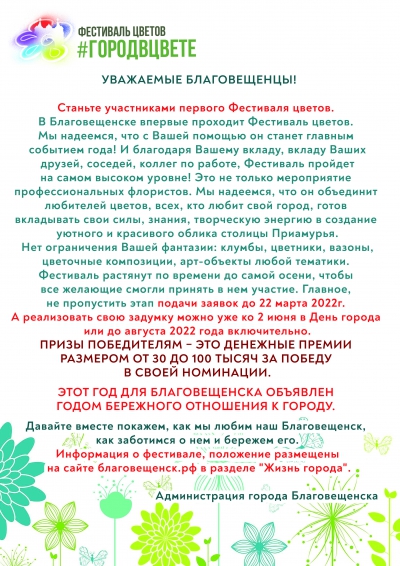 ФЕСТИВАЛЬ ЦВЕТОВ
#ГОРОДВЦВЕТЕ
УВАЖАЕМЫЕ БЛАГОВЕЩЕНЦЫ!
Станьте участниками первого Фестиваля цветов.
В Благовещенске впервые проходит Фестиваль цветов.
Мы надеемся, что с Вашей помощью он станет главным
событием года! И благодаря Вашему вкладу, вкладу Ваших
друзей, соседей, коллег по работе, Фестиваль пройдет
на самом высоком уровне! Это не только мероприятие
профессиональных флористов. Мы надеемся, что он объединит
любителей цветов, всех, кто любит свой город, готов
вкладывать свои силы, знания, творческую энергию в создание
уютного и красивого облика столицы Приамурья.
Нет ограничения Вашей фантазии: клумбы, цветники, вазоны,
цветочные композиции, арт-объекты любой тематики.
Фестиваль растянут по времени до самой осени, чтобы
все желающие смогли принять в нем участие. Главное,
не пропустить этап подачи заявок до 22 марта 2022г.
А реализовать свою задумку можно уже ко 2 июня в День города
или до августа 2022 года включительно.
ПРИЗЫ ПОБЕДИТЕЛЯМ – ЭТО ДЕНЕЖНЫЕ ПРЕМИИ
РАЗМЕРОМ ОТ 30 ДО 100 ТЫСЯЧ ЗА ПОБЕДУ
В СВОЕЙ НОМИНАЦИИ.
ЭТОТ ГОД ДЛЯ БЛАГОВЕЩЕНСКА ОБЪЯВЛЕН
ГОДОМ БЕРЕЖНОГО ОТНОШЕНИЯ К ГОРОДУ.
Давайте вместе покажем, как мы любим наш Благовещенск,
как заботимся о нем и бережем его.
Информация о фестивале, положение размещены
на сайте благовещенск.рф в разделе "Жизнь города".
Администрация города Благовещенска